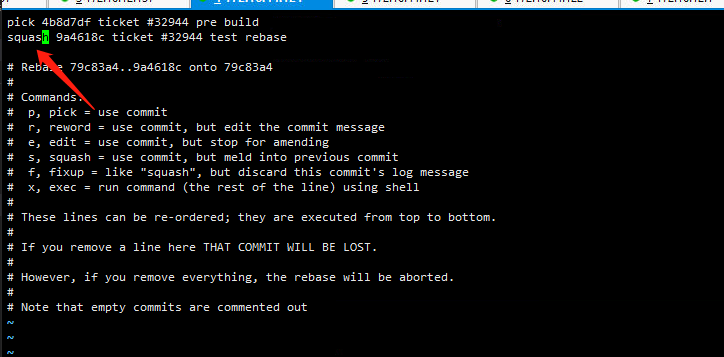 pick 4b8d7df ticket #32944 pre build
squash 9a4618c ticket #32944 test rebase
# Rebase 79c83a4..9a4618c onto 79c83a4
#
# Commands:
#  p, pick = use commit
#  r, reword = use commit, but edit the commit message
#  e, edit = use commit, but stop for amending
#  s, squash = use commit, but meld into previous commit
#  f, fixup = like "squash", but discard this commit's log message
#  x, exec = run command (the rest of the line) using shell
#
# These lines can be re-ordered; they are executed from top to bottom.
#
# If you remove a line here THAT COMMIT WILL BE LOST.
#
# However, if you remove everything, the rebase will be aborted.
#
# Note that empty commits are commented out
~
~
~